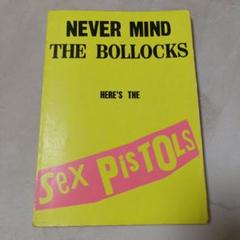 NEVER MIND
THE BOLLOCKS
HERE'S THE
Sex PisTOLs